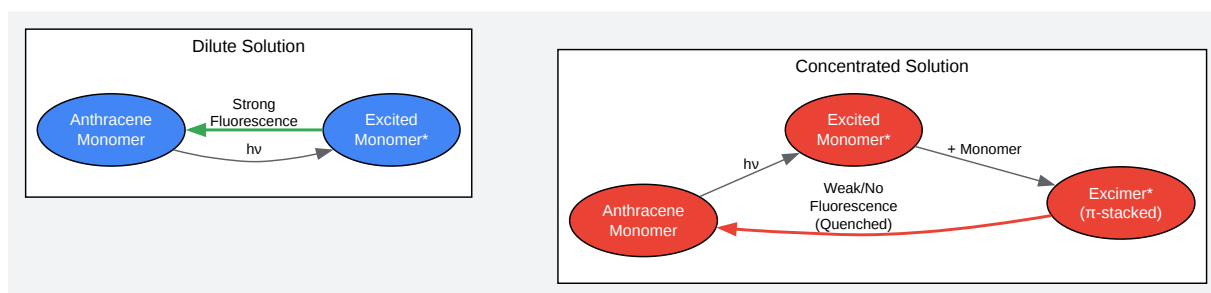 Dilute Solution
Anthracene
Monomer
Strong
Fluorescence
hν
Excited
Monomer*
Concentrated Solution
Anthracene
Monomer
hν
Excited
Monomer*
+ Monomer
Excimer*
(π-stacked)
Weak/No
Fluorescence
(Quenched)